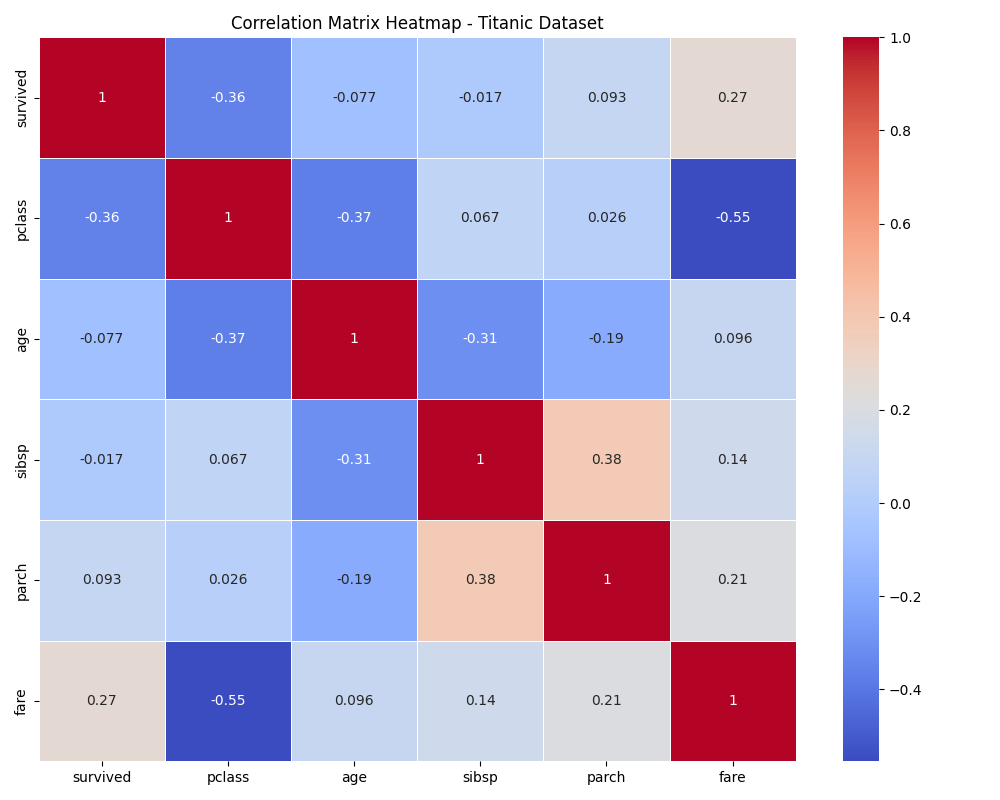 Correlation Matrix Heatmap - Titanic Dataset
survived 1 -0.36 -0.077 -0.017 0.093 0.27
pclass -0.36 1 -0.37 0.067 0.026 -0.55
age -0.077 -0.37 1 -0.31 -0.19 0.096
sibsp -0.017 0.067 -0.31 1 0.38 0.14
parch 0.093 0.026 -0.19 0.38 1 0.21
fare 0.27 -0.55 0.096 0.14 0.21 1
survived pclass age sibsp parch fare
1.0
0.8
0.6
0.4
0.2
0.0
−0.2
−0.4